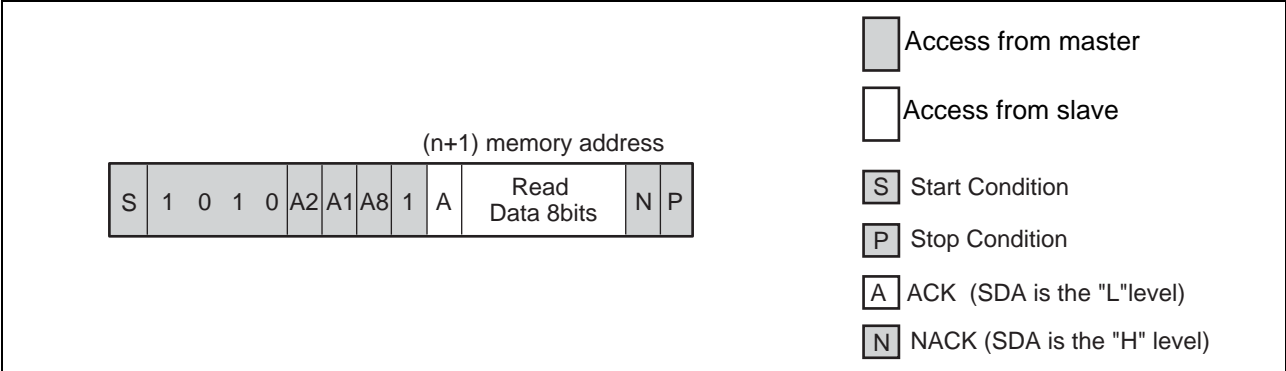 (n+1) memory address
S 1 0 1 0 A2 A1 A8 1 A Read Data 8bits N P
Access from master
Access from slave
S Start Condition
P Stop Condition
A ACK (SDA is the "L"level)
N NACK (SDA is the "H" level)